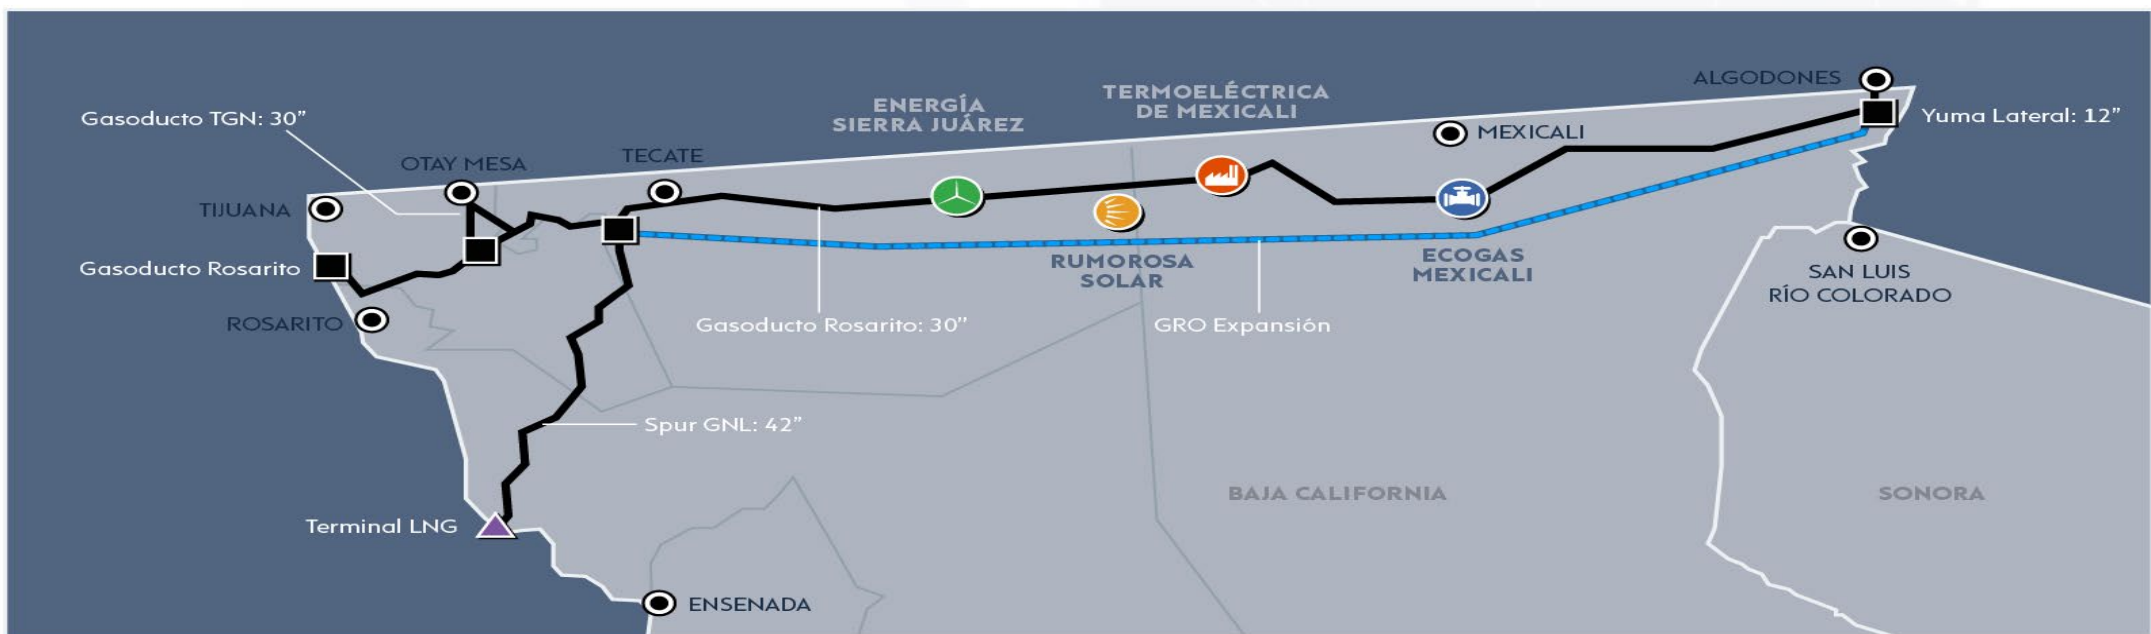 ALGODONES
TERMOELÉCTRICA
DE MEXICALI
ENERGÍA
SIERRA JUÁREZ
Gasoducto TGN: 30”
Yuma Lateral: 12”
MEXICALI
OTAY MESA
TECATE
TIJUANA
Gasoducto Rosarito
RUMOROSA
SOLAR
ECOGAS
MEXICALI
SAN LUIS
RÍO COLORADO
ROSARITO
Gasoducto Rosarito: 30”
GRO Expansión
Spur GNL: 42”
BAJA CALIFORNIA
SONORA
Terminal LNG
ENSENADA